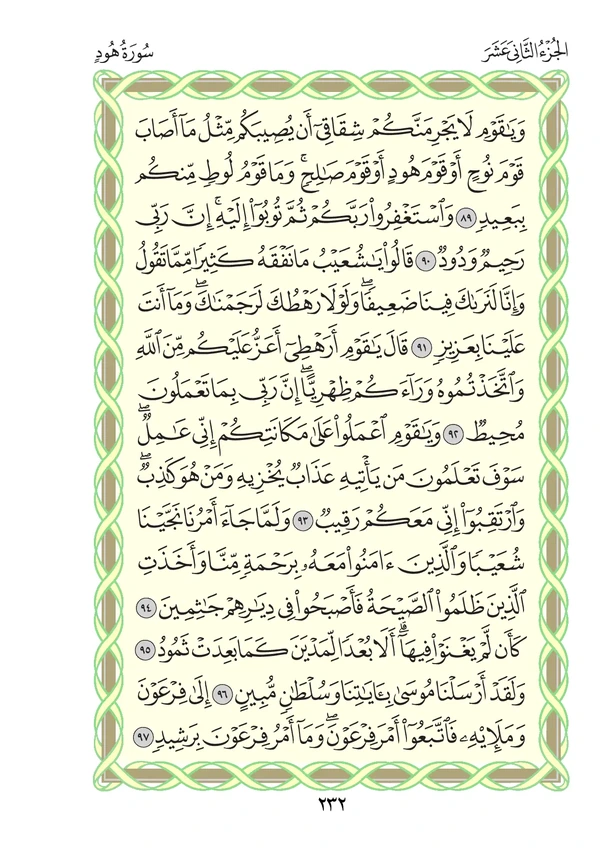 الجُزْءُ الثَّانِيَ عَشَرَ
سُورَةُ هُودٍ
وَيَٰقَوْمِ لَا يَجْرِمَنَّكُمْ شِقَاقِىٓ أَن يُصِيبَكُم مِّثْلُ مَآ أَصَابَ
قَوْمَ نُوحٍ أَوْ قَوْمَ هُودٍ أَوْ قَوْمَ صَٰلِحٍۚ وَمَا قَوْمُ لُوطٍ مِّنكُم
بِبَعِيدٍ ٨٩ وَٱسْتَغْفِرُوا۟ رَبَّكُمْ ثُمَّ تُوبُوٓا۟ إِلَيْهِۚ إِنَّ رَبِّى
رَحِيمٌ وَدُودٌ ٩٠ قَالُوا۟ يَٰشُعَيْبُ مَا نَفْقَهُ كَثِيرًا مِّمَّا تَقُولُ
وَإِنَّا لَنَرَىٰكَ فِينَا ضَعِيفًاۖ وَلَوْلَا رَهْطُكَ لَرَجَمْنَٰكَۖ وَمَآ أَنتَ
عَلَيْنَا بِعَزِيزٍ ٩١ قَالَ يَٰقَوْمِ أَرَهْطِىٓ أَعَزُّ عَلَيْكُم مِّنَ ٱللَّهِ
وَٱتَّخَذْتُمُوهُ وَرَآءَكُمْ ظِهْرِيًّاۖ إِنَّ رَبِّى بِمَا تَعْمَلُونَ
مُحِيطٌ ٩٢ وَيَٰقَوْمِ ٱعْمَلُوا۟ عَلَىٰ مَكَانَتِكُمْ إِنِّى عَٰمِلٌۖ
سَوْفَ تَعْلَمُونَ مَن يَأْتِيهِ عَذَابٌ يُخْزِيهِ وَمَنْ هُوَ كَٰذِبٌۖ
وَٱرْتَقِبُوٓا۟ إِنِّى مَعَكُمْ رَقِيبٌ ٩٣ وَلَمَّا جَآءَ أَمْرُنَا نَجَّيْنَا
شُعَيْبًا وَٱلَّذِينَ ءَامَنُوا۟ مَعَهُۥ بِرَحْمَةٍ مِّنَّا وَأَخَذَتِ
ٱلَّذِينَ ظَلَمُوا۟ ٱلصَّيْحَةُ فَأَصْبَحُوا۟ فِى دِيَٰرِهِمْ جَٰثِمِينَ ٩٤
كَأَن لَّمْ يَغْنَوْا۟ فِيهَآۗ أَلَا بُعْدًا لِّمَدْيَنَ كَمَا بَعِدَتْ ثَمُودُ ٩٥
وَلَقَدْ أَرْسَلْنَا مُوسَىٰ بِـَٔايَٰتِنَا وَسُلْطَٰنٍ مُّبِينٍ ٩٦ إِلَىٰ فِرْعَوْنَ
وَمَلَإِي۟هِۦ فَٱتَّبَعُوٓا۟ أَمْرَ فِرْعَوْنَۖ وَمَآ أَمْرُ فِرْعَوْنَ بِرَشِيدٍ ٩٧
٢٣٢